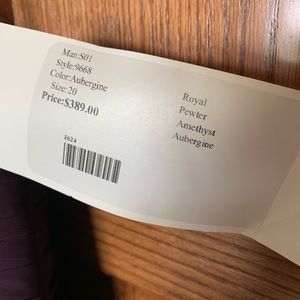 Man:S01
Style:9668
Color:Aubergine
Size:20
Price:$389.00
Royal
Pewter
Amethyst
Aubergine
1624